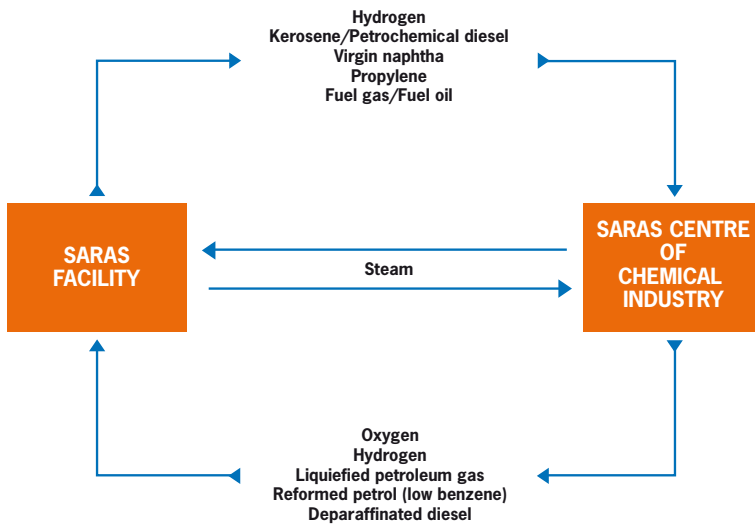 Hydrogen
Kerosene/Petrochemical diesel
Virgin naphtha
Propylene
Fuel gas/Fuel oil
SARAS
FACILITY
Steam
SARAS CENTRE
OF
CHEMICAL
INDUSTRY
Oxygen
Hydrogen
Liquiefied petroleum gas
Reformed petrol (low benzene)
Deparaffinated diesel